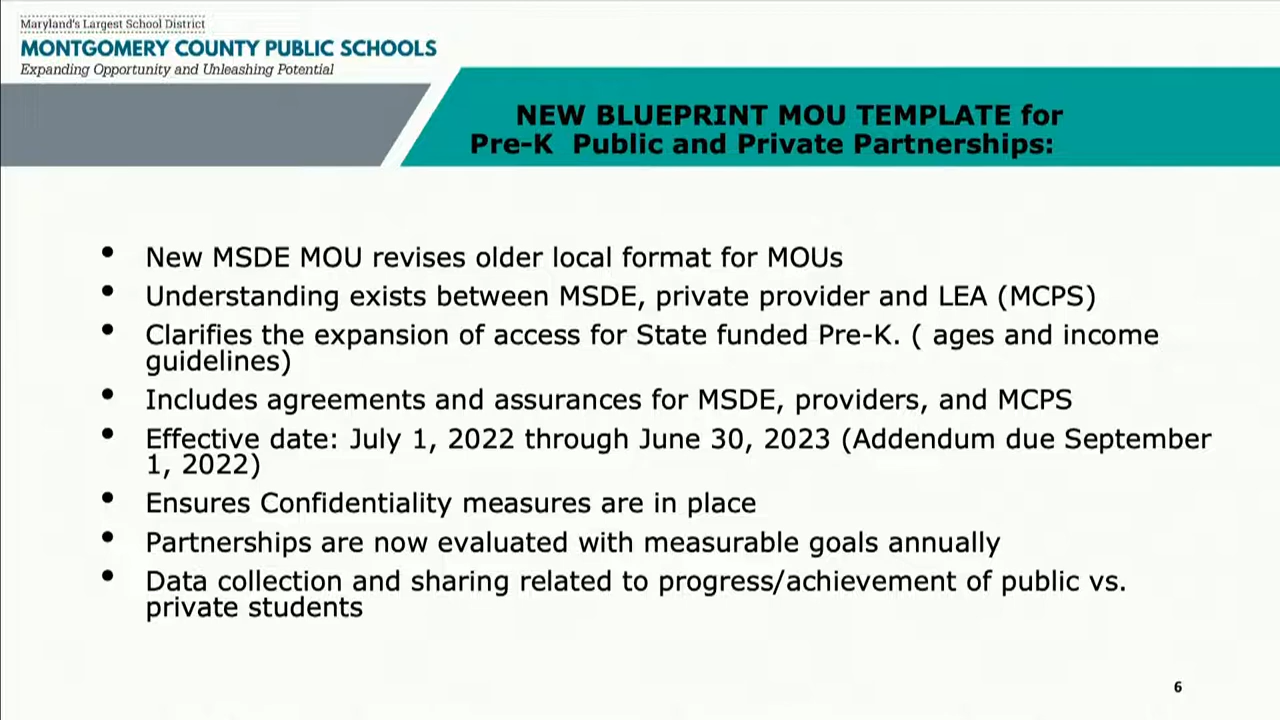 Maryland's Largest School District
MONTGOMERY COUNTY PUBLIC SCHOOLS
Expanding Opportunity and Unleashing Potential
NEW BLUEPRINT MOU TEMPLATE for
Pre-K Public and Private Partnerships:
• New MSDE MOU revises older local format for MOUs
• Understanding exists between MSDE, private provider and LEA (MCPS)
• Clarifies the expansion of access for State funded Pre-K. ( ages and income
guidelines)
• Includes agreements and assurances for MSDE, providers, and MCPS
• Effective date: July 1, 2022 through June 30, 2023 (Addendum due September
1, 2022)
• Ensures Confidentiality measures are in place
• Partnerships are now evaluated with measurable goals annually
• Data collection and sharing related to progress/achievement of public vs.
private students
6